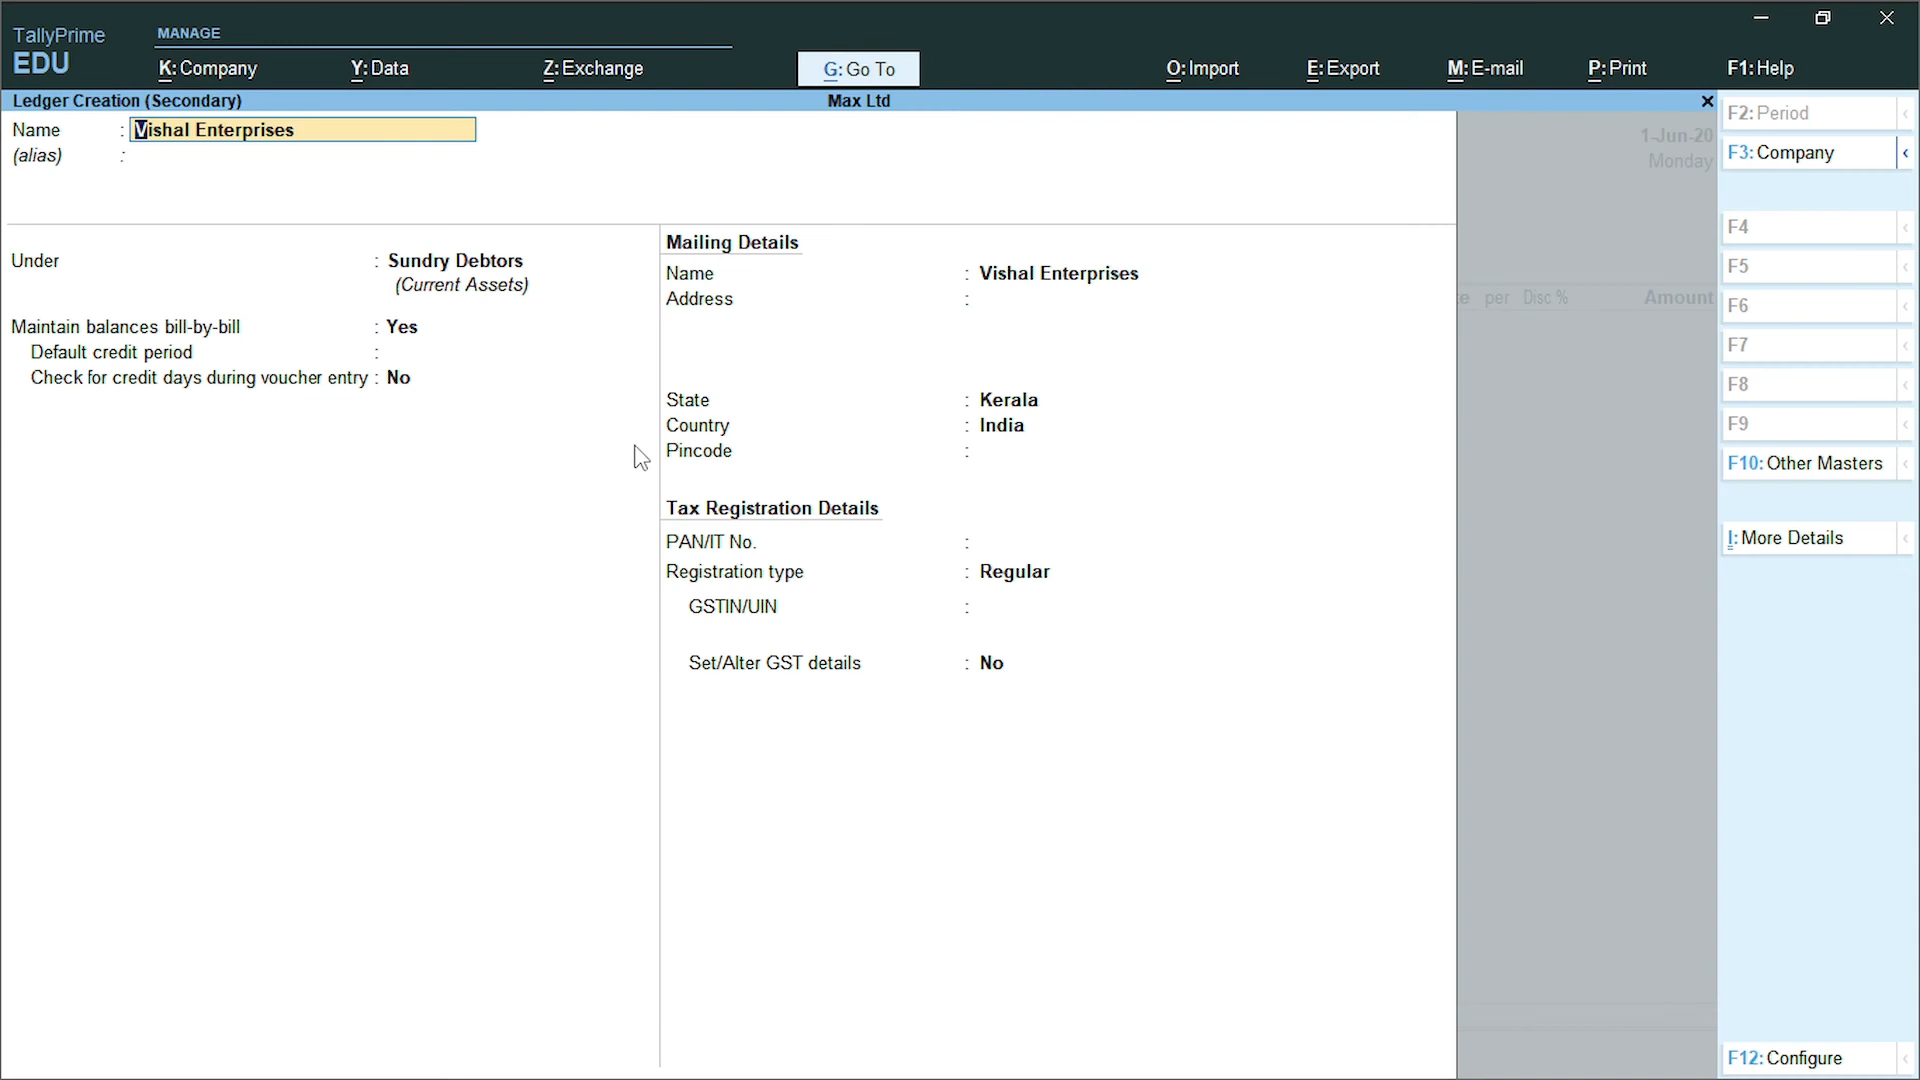 TallyPrime
EDU
MANAGE
K: Company
Y: Data
Z: Exchange
G: Go To
O: Import
E: Export
M: E-mail
P: Print
F1: Help
Ledger Creation (Secondary)
Max Ltd
Name : Vishal Enterprises
(alias) :
Under : Sundry Debtors
(Current Assets)
Maintain balances bill-by-bill : Yes
Default credit period :
Check for credit days during voucher entry : No
Mailing Details
Name : Vishal Enterprises
Address :
State : Kerala
Country : India
Pincode :
Tax Registration Details
PAN/IT No. :
Registration type : Regular
GSTIN/UIN :
Set/Alter GST details : No
1-Jun-20
Monday
per Disc % Amount
F2: Period
F3: Company
F4
F5
F6
F7
F8
F9
F10: Other Masters
I: More Details
F12: Configure